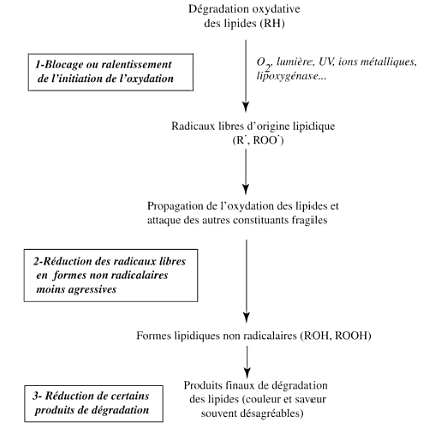 Dégradation oxydative
des lipides (RH)
1-Blocage ou ralentissement
de l'initiation de l'oxydation
O2, lumière, UV, ions métalliques,
lipoxygénase...
Radicaux libres d'origine lipidique
(R˙, ROO˙)
Propagation de l'oxydation des lipides et
attaque des autres constituants fragiles
2-Réduction des radicaux libres
en formes non radicalaires
moins agressives
Formes lipidiques non radicalaires (ROH, ROOH)
3- Réduction de certains
produits de dégradation
Produits finaux de dégradation
des lipides (couleur et saveur
souvent désagréables)